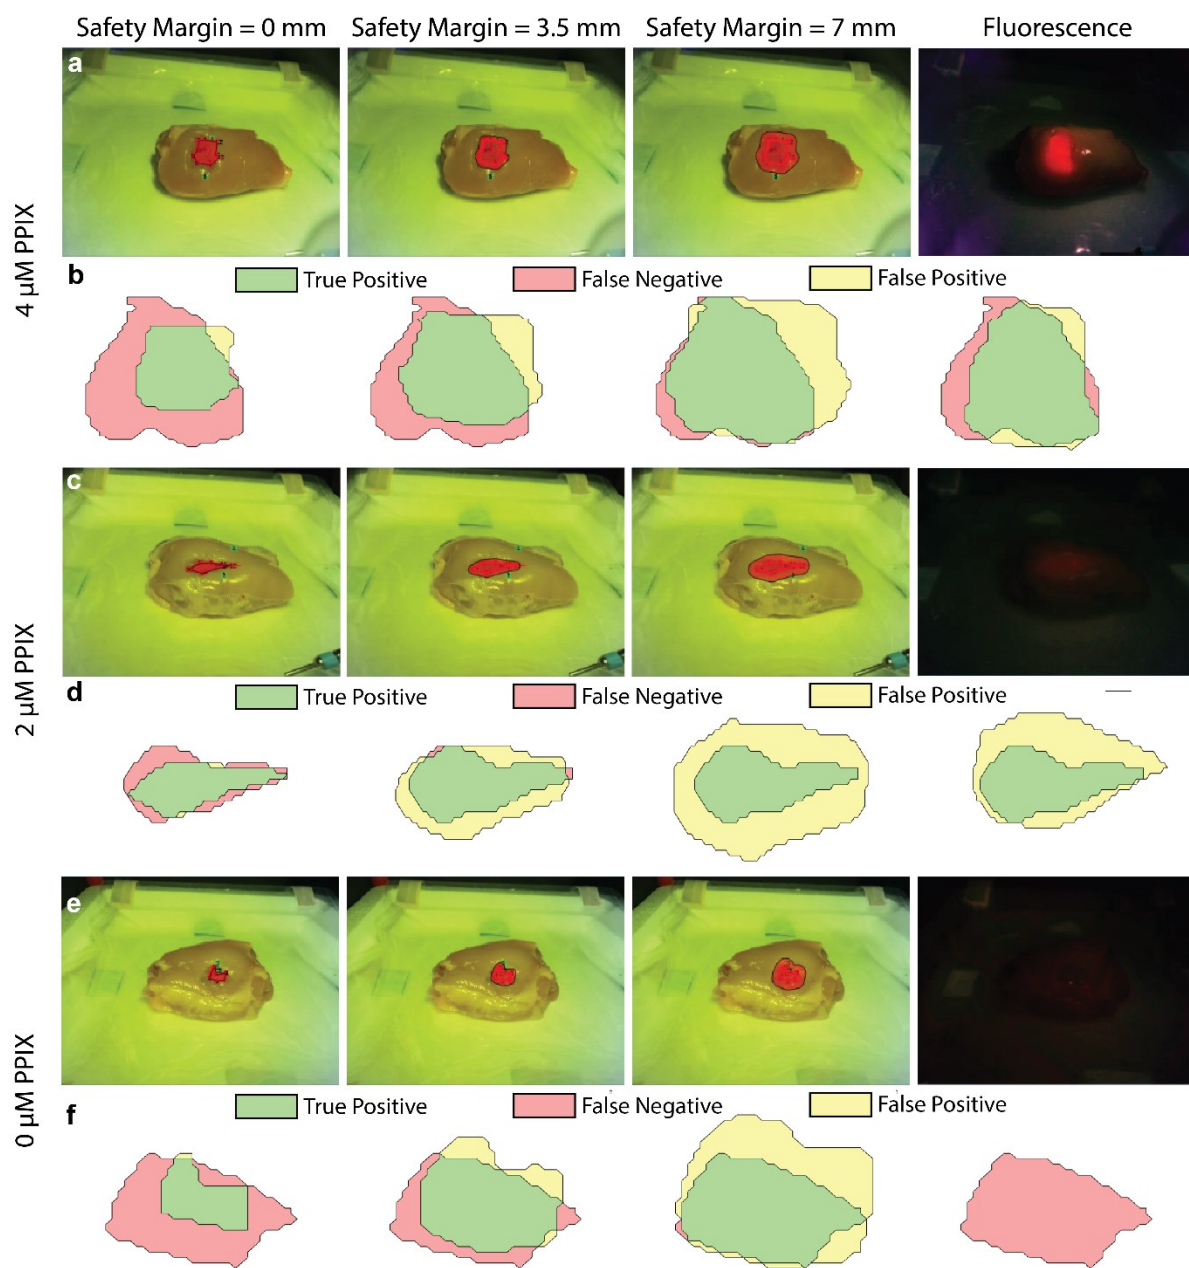 Safety Margin = 0 mm Safety Margin = 3.5 mm Safety Margin = 7 mm Fluorescence
a
4 μM PPIX
b True Positive False Negative False Positive
c
2 μM PPIX
d True Positive False Negative False Positive
e
0 μM PPIX
f True Positive False Negative False Positive